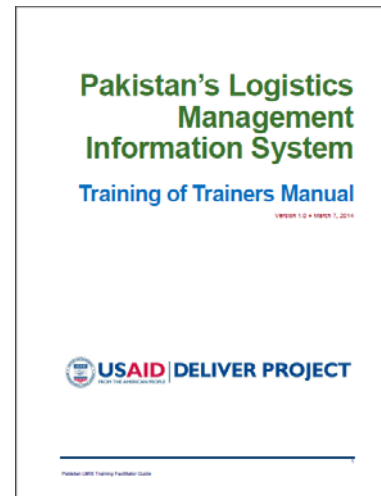 Pakistan's Logistics
Management
Information System
Training of Trainers Manual
Version 1.0 • March 7, 2014
USAID | DELIVER PROJECT
FROM THE AMERICAN PEOPLE
1
Pakistan LMIS Training Facilitator Guide